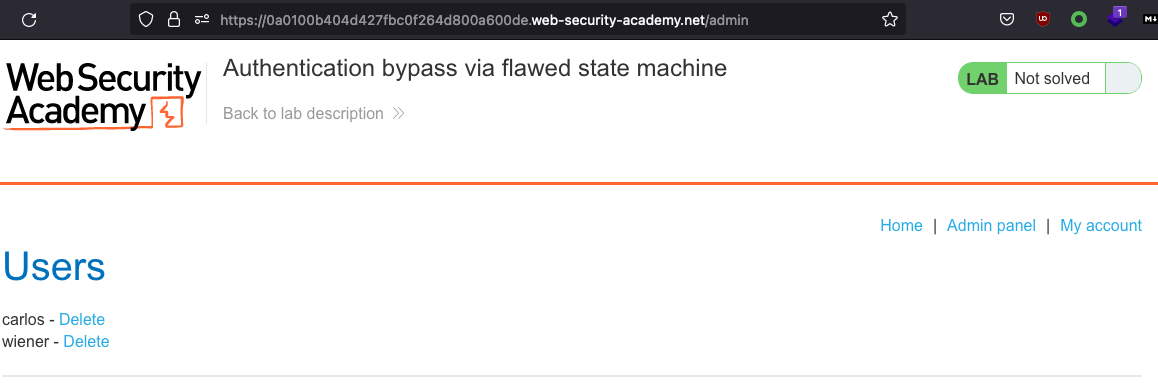 https://0a0100b404d427fbc0f264d800a600de.web-security-academy.net/admin
1
M
Web Security
Academy
Authentication bypass via flawed state machine
Back to lab description
LAB Not solved
Home | Admin panel | My account
Users
carlos - Delete
wiener - Delete